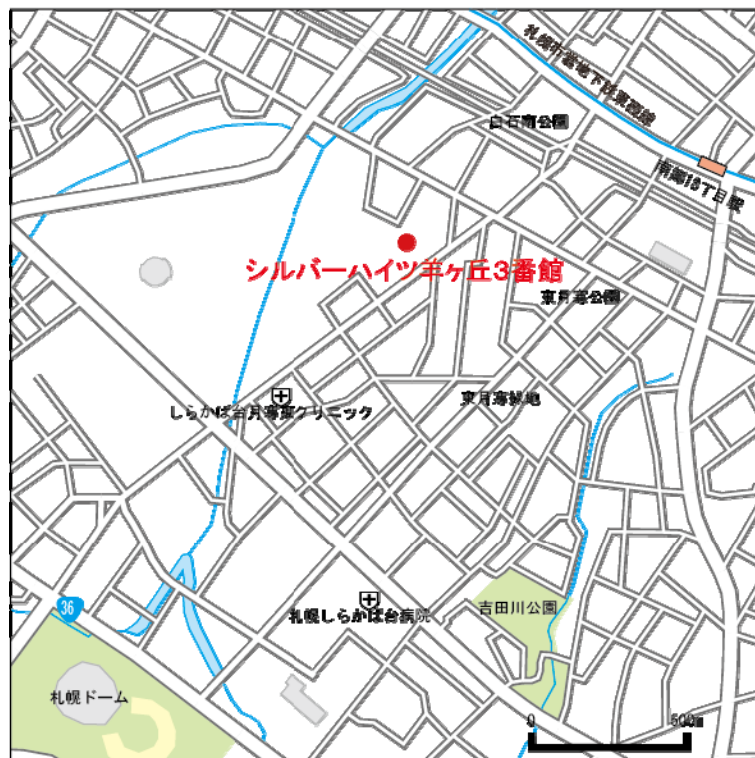 札幌市営地下鉄東西線
白石南公園
南郷18丁目駅
シルバーハイツ羊ヶ丘3番館
東月寒公園
しらかば台月寒東クリニック
東月寒緑地
36
札幌しらかば台病院
吉田川公園
札幌ドーム
0 500m